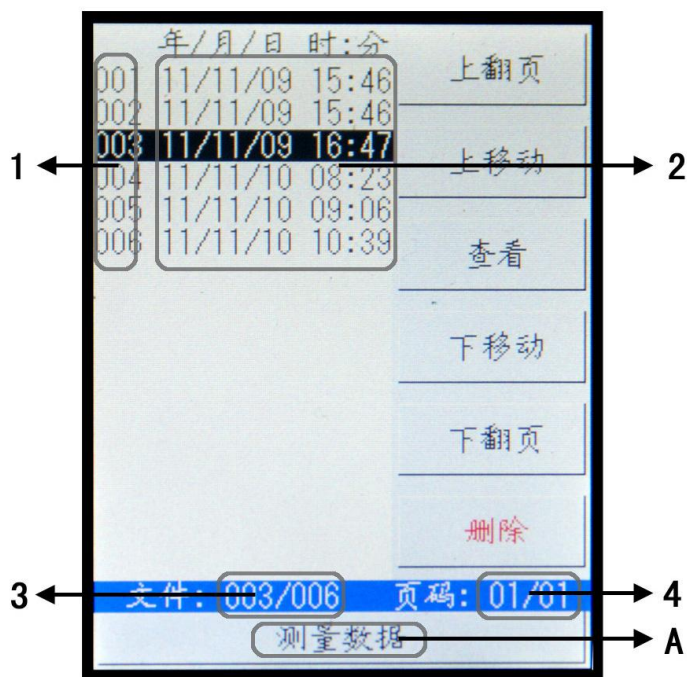 年/月/日 时:分
001 11/11/09 15:46
002 11/11/09 15:46
003 11/11/09 16:47
004 11/11/10 08:23
005 11/11/10 09:06
006 11/11/10 10:39
上翻页
上移动
查看
下移动
下翻页
删除
文件: 003/006 页码: 01/01
测量数据
1
2
3
4
A